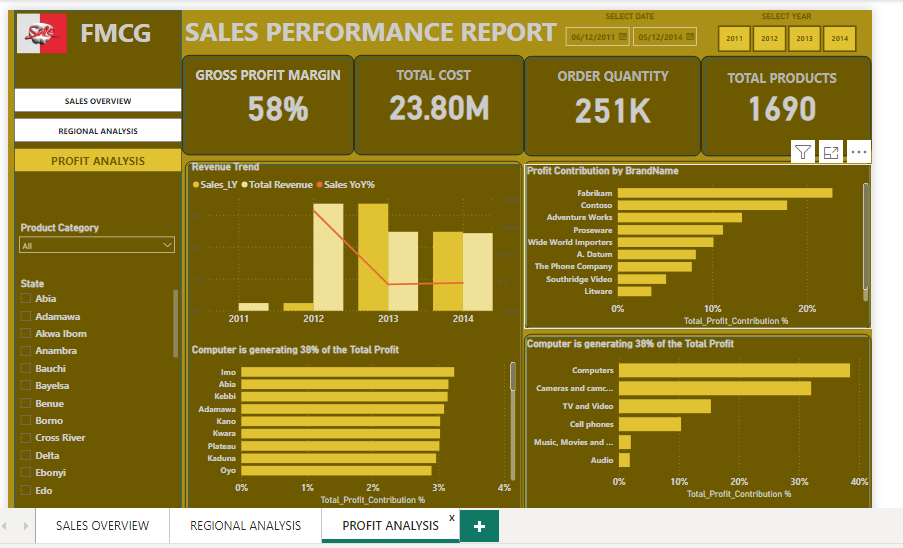 Sale
FMCG
SALES PERFORMANCE REPORT
SELECT DATE
06/12/2011
05/12/2014
SELECT YEAR
2011
2012
2013
2014
GROSS PROFIT MARGIN
58%
TOTAL COST
23.80M
ORDER QUANTITY
251K
TOTAL PRODUCTS
1690
SALES OVERVIEW
REGIONAL ANALYSIS
PROFIT ANALYSIS
Product Category
All
State
Abia
Adamawa
Akwa Ibom
Anambra
Bauchi
Bayelsa
Benue
Borno
Cross River
Delta
Ebonyi
Edo
Revenue Trend
Sales_LY Total Revenue Sales YoY%
2011
2012
2013
2014
Profit Contribution by BrandName
Fabrikam
Contoso
Adventure Works
Proseware
Wide World Importers
A. Datum
The Phone Company
Southridge Video
Litware
0%
10%
20%
Total_Profit_Contribution %
Computer is generating 38% of the Total Profit
Imo
Abia
Kebbi
Adamawa
Kano
Kwara
Plateau
Kaduna
Oyo
0%
1%
2%
3%
4%
Total_Profit_Contribution %
Computer is generating 38% of the Total Profit
Computers
Cameras and camc...
TV and Video
Cell phones
Music, Movies and ...
Audio
0%
10%
20%
30%
40%
Total_Profit_Contribution %
SALES OVERVIEW
REGIONAL ANALYSIS
PROFIT ANALYSIS
x
+